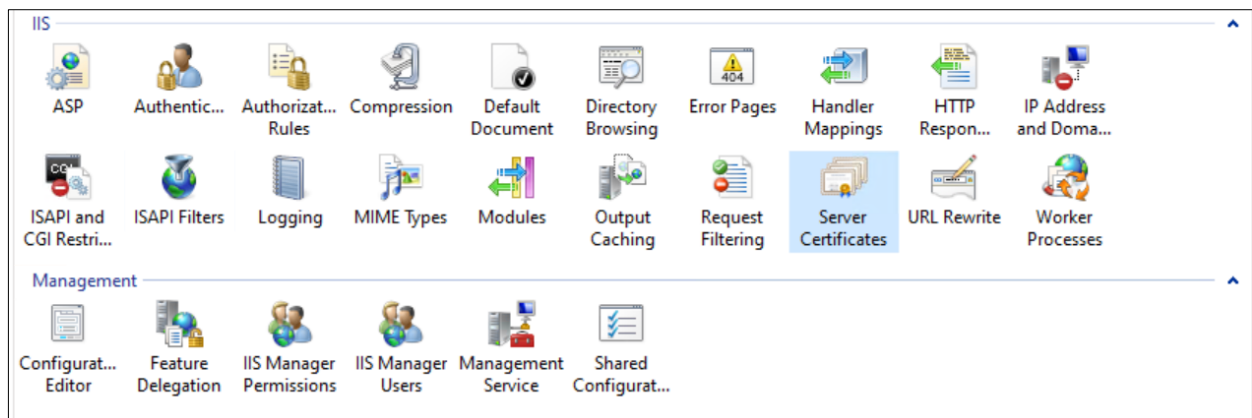 IIS
ASP
Authentic...
Authorizat...
Rules
Compression
Default
Document
Directory
Browsing
404
Error Pages
Handler
Mappings
HTTP
Respon...
IP Address
and Doma...
CGI
ISAPI and
CGI Restri...
ISAPI Filters
Logging
MIME Types
Modules
Output
Caching
Request
Filtering
Server
Certificates
URL Rewrite
Worker
Processes
Management
Configurat...
Editor
Feature
Delegation
IIS Manager
Permissions
IIS Manager
Users
Management
Service
Shared
Configurat...